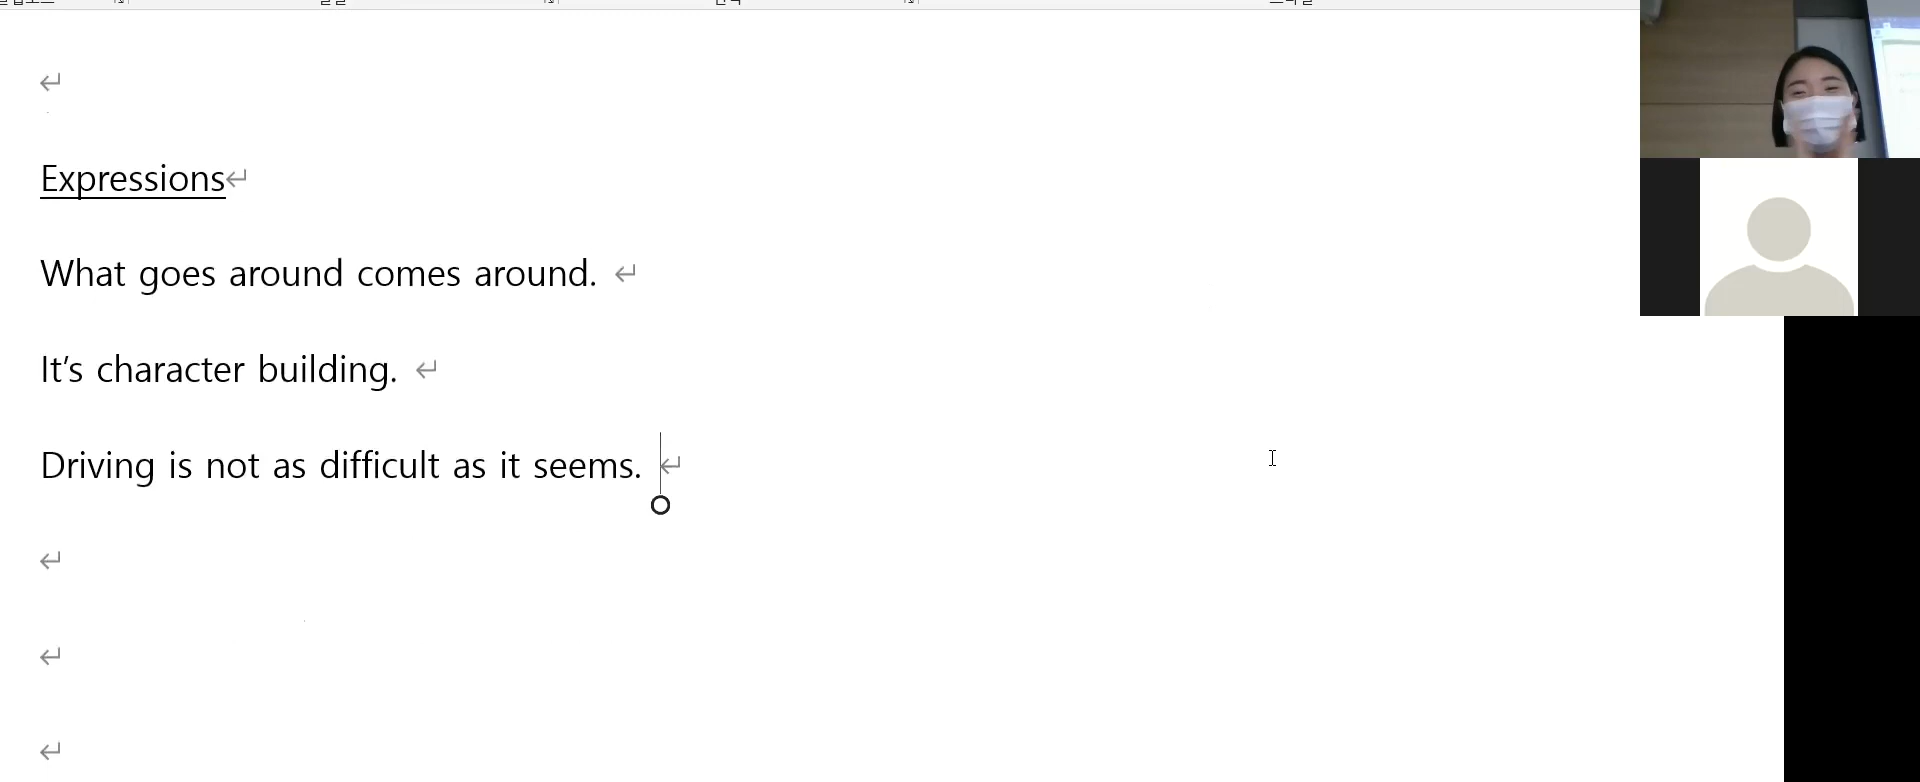 Expressions
What goes around comes around.
It’s character building.
Driving is not as difficult as it seems.